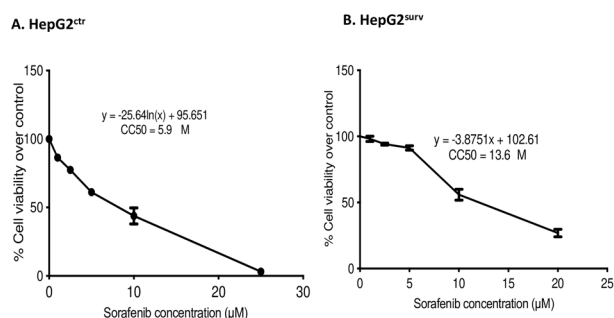 A. HepG2ctr
150
100
50
0
% Cell viability over control
y = -25.64ln(x) + 95.651
CC50 = 5.9 M
0 10 20 30
Sorafenib concentration (µM)
B. HepG2surv
150
100
50
0
% Cell viability over control
y = -3.8751x + 102.61
CC50 = 13.6 M
0 5 10 15 20 25
Sorafenib concentration (µM)